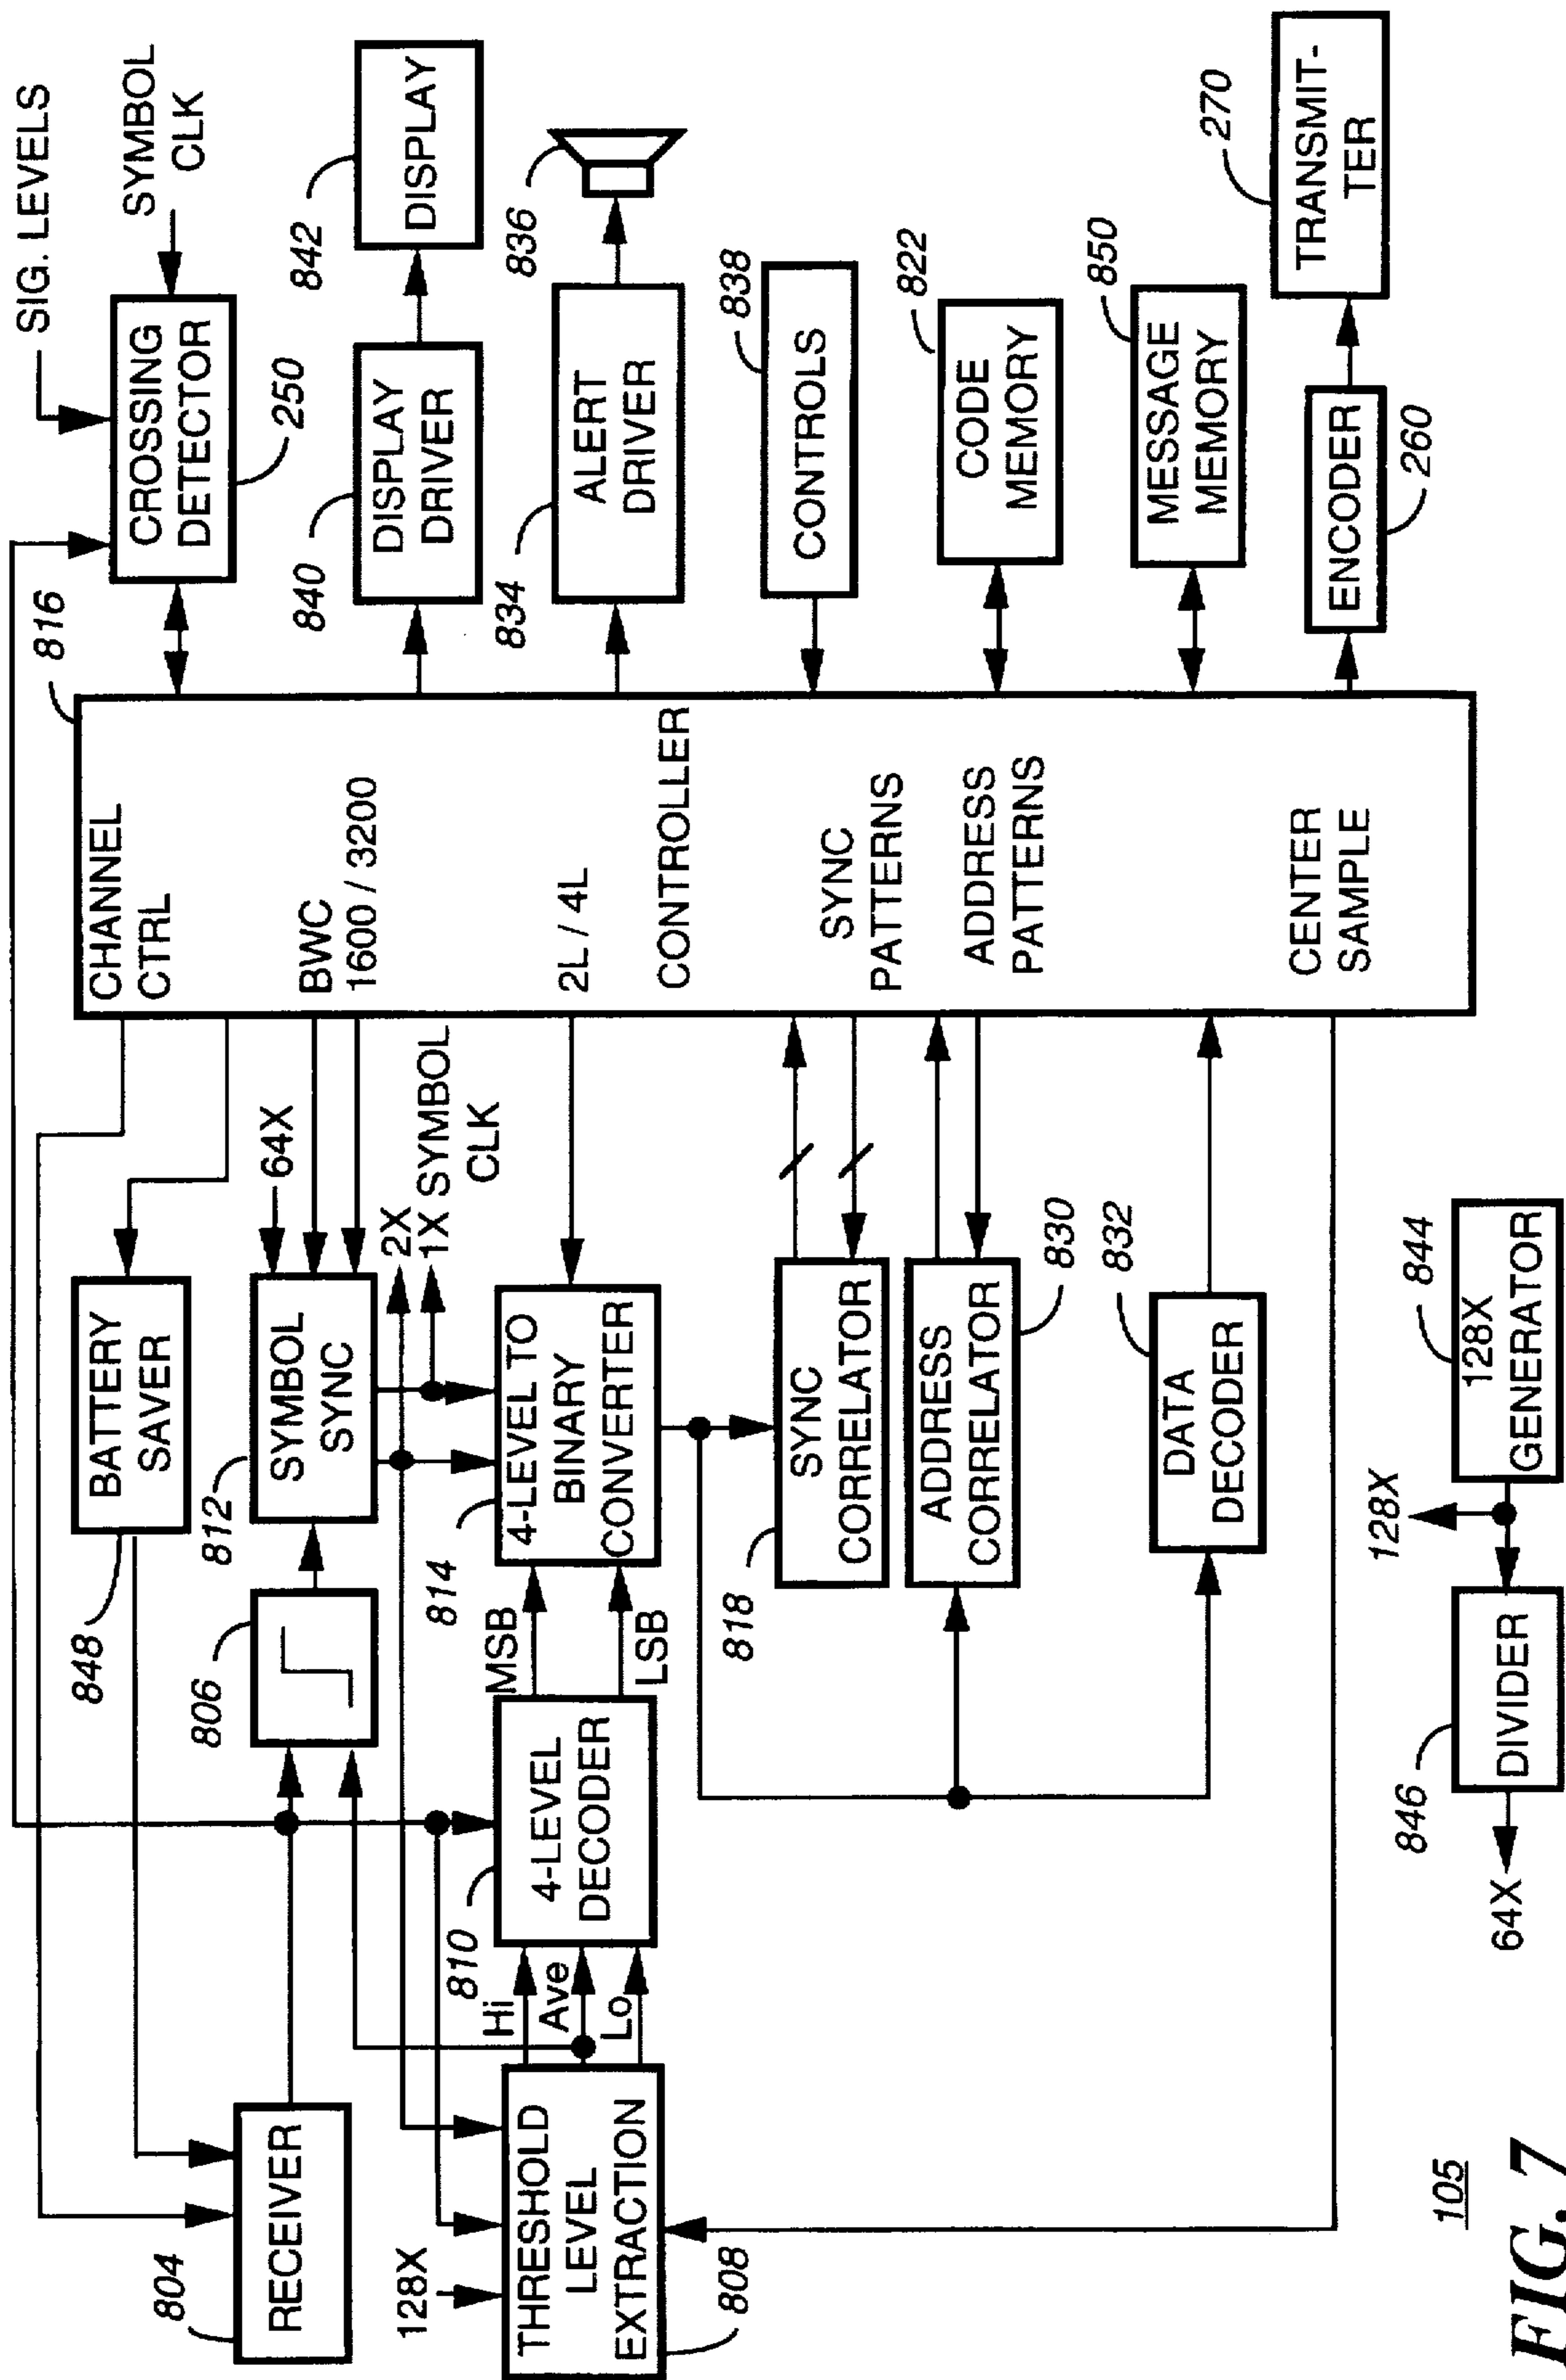 SIG. LEVELS
SYMBOL
CLK
CROSSING
DETECTOR
250
816
DISPLAY
DRIVER
840
DISPLAY
842
ALERT
DRIVER
834
836
CONTROLS
838
CODE
MEMORY
822
MESSAGE
MEMORY
850
ENCODER
260
TRANSMIT-
TER
270
CHANNEL
CTRL
BWC
1600 / 3200
2L / 4L
CONTROLLER
SYNC
PATTERNS
ADDRESS
PATTERNS
CENTER
SAMPLE
BATTERY
SAVER
848
64X
SYMBOL
SYNC
812
2X
1X SYMBOL
CLK
806
4-LEVEL TO
BINARY
CONVERTER
814
MSB
LSB
SYNC
CORRELATOR
818
ADDRESS
CORRELATOR
830
DATA
DECODER
832
RECEIVER
804
4-LEVEL
DECODER
810
Hi
Ave
Lo
THRESHOLD
LEVEL
EXTRACTION
808
128X
64X
DIVIDER
846
128X
128X
GENERATOR
844
105
FIG. 7